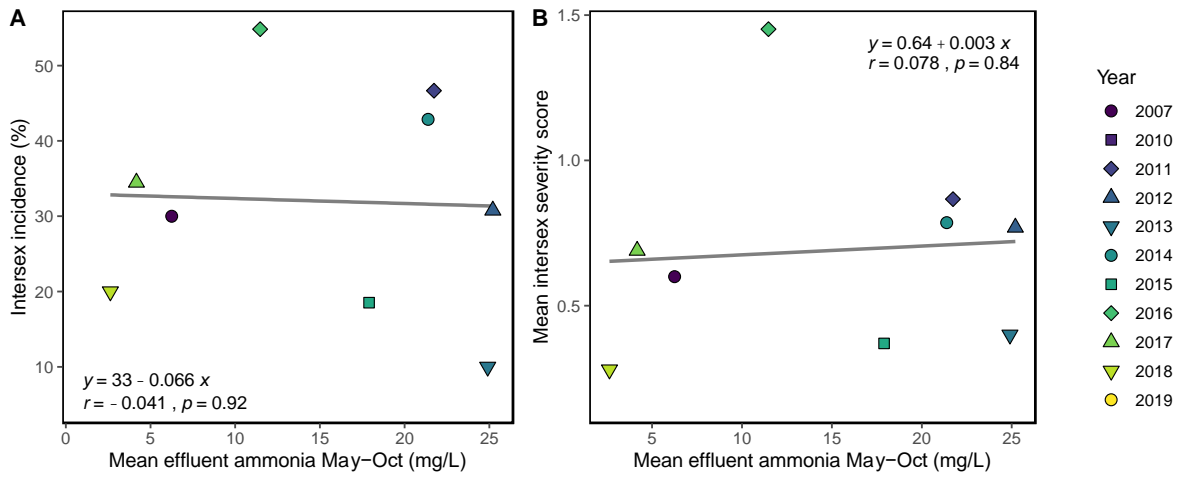 A
Intersex incidence (%)
50
40
30
20
10
y = 33 - 0.066 x
r = - 0.041 , p = 0.92
0 5 10 15 20 25
Mean effluent ammonia May−Oct (mg/L)
B
Mean intersex severity score
1.5
1.0
0.5
y = 0.64 + 0.003 x
r = 0.078 , p = 0.84
5 10 15 20 25
Mean effluent ammonia May−Oct (mg/L)
Year
2007
2010
2011
2012
2013
2014
2015
2016
2017
2018
2019